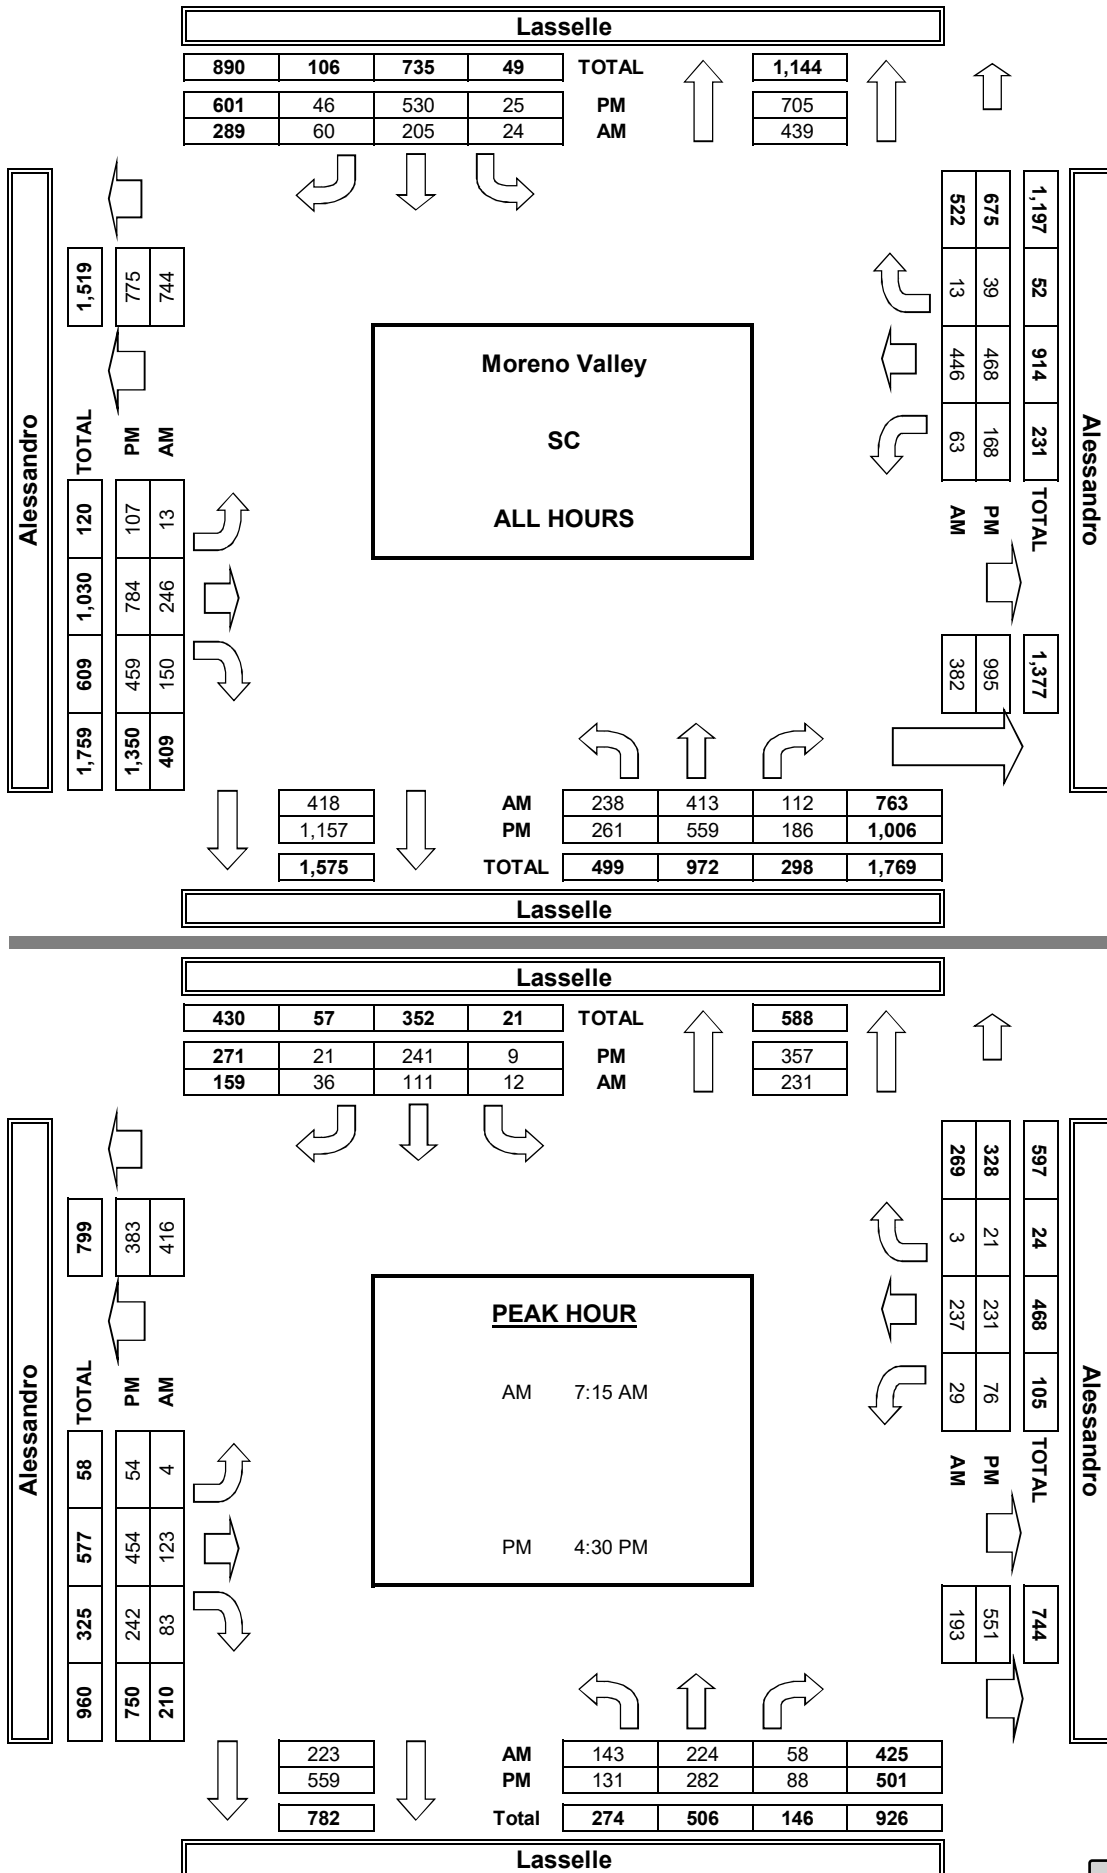 Lasselle
890 106 735 49 TOTAL 1,144
601 46 530 25 PM 705
289 60 205 24 AM 439
Alessandro
1,519 775 744
TOTAL PM AM
120 107 13
1,030 784 246
609 459 150
1,759 1,350 409
Moreno Valley
SC
ALL HOURS
522 675 1,197
13 39 52
446 468 914
63 168 231
AM PM TOTAL
382 995 1,377
Alessandro
418 AM 238 413 112 763
1,157 PM 261 559 186 1,006
1,575 TOTAL 499 972 298 1,769
Lasselle
Lasselle
430 57 352 21 TOTAL 588
271 21 241 9 PM 357
159 36 111 12 AM 231
Alessandro
799 383 416
TOTAL PM AM
58 54 4
577 454 123
325 242 83
960 750 210
PEAK HOUR
AM 7:15 AM
PM 4:30 PM
269 328 597
3 21 24
237 231 468
29 76 105
AM PM TOTAL
193 551 744
Alessandro
223 AM 143 224 58 425
559 PM 131 282 88 501
782 Total 274 506 146 926
Lasselle